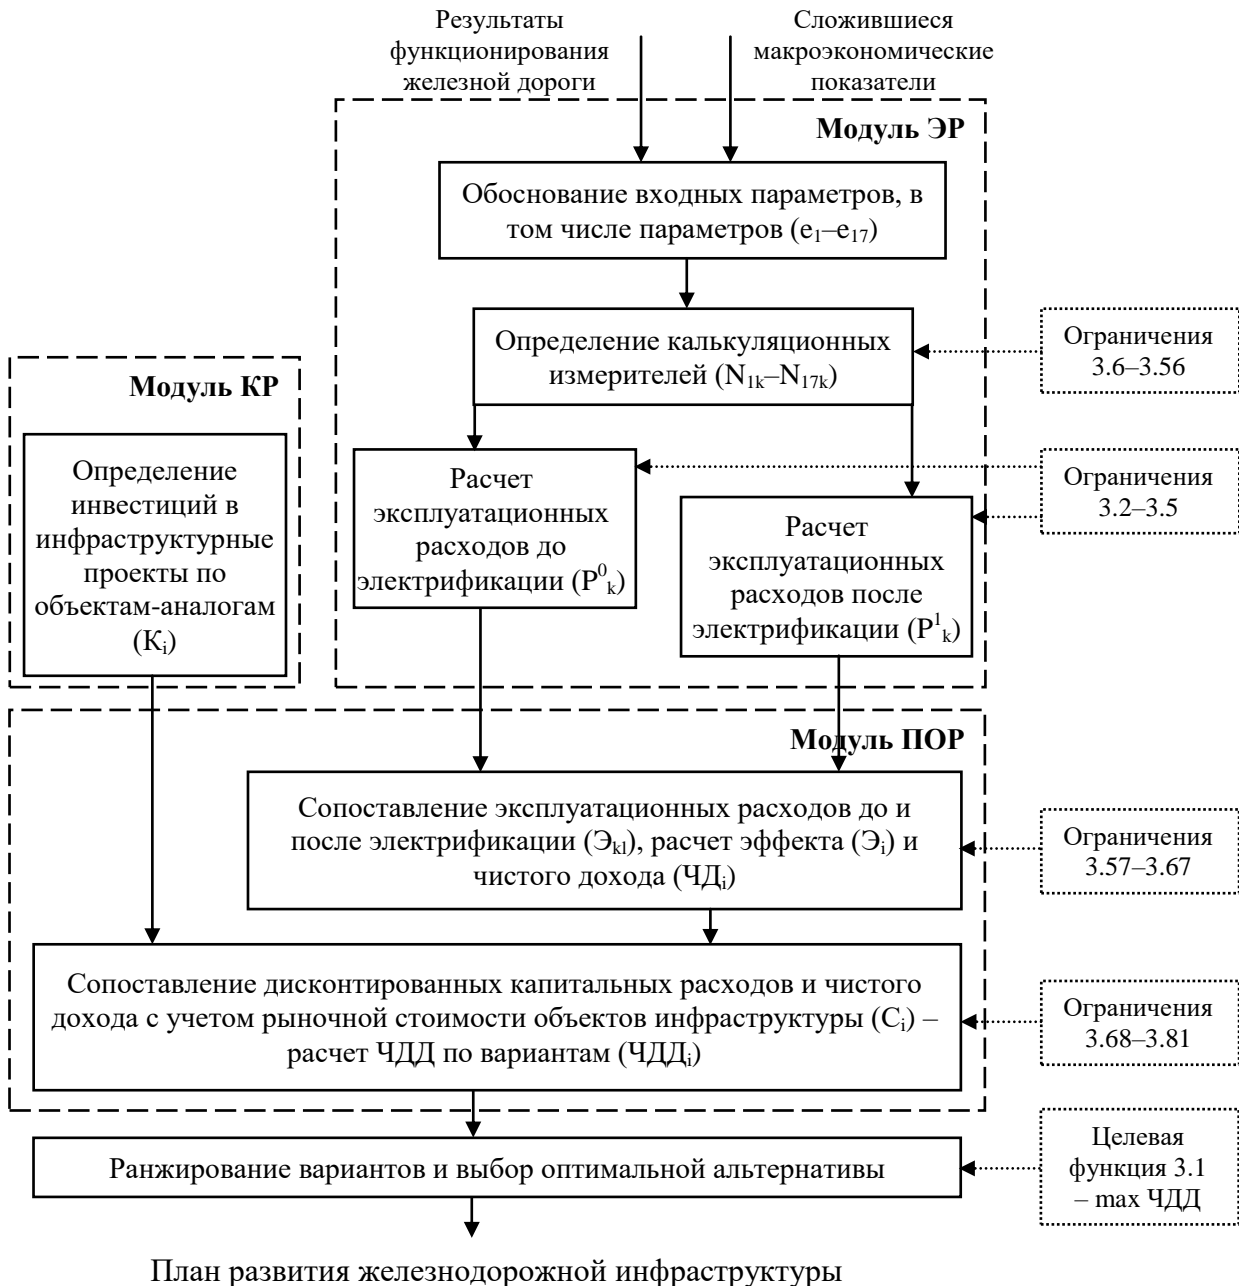 Результаты
функционирования
железной дороги
Сложившиеся
макроэкономические
показатели
Модуль ЭР
Обоснование входных параметров, в
том числе параметров (e₁–e₁₇)
Определение калькуляционных
измерителей (N₁ₖ–N₁₇ₖ)
Ограничения
3.6–3.56
Модуль КР
Определение
инвестиций в
инфраструктурные
проекты по
объектам-аналогам
(Kᵢ)
Расчет
эксплуатационных
расходов до
электрификации (P⁰ₖ)
Расчет
эксплуатационных
расходов после
электрификации (P¹ₖ)
Ограничения
3.2–3.5
Модуль ПОР
Сопоставление эксплуатационных расходов до и
после электрификации (Эₖₗ), расчет эффекта (Эᵢ) и
чистого дохода (ЧДᵢ)
Ограничения
3.57–3.67
Сопоставление дисконтированных капитальных расходов и чистого
дохода с учетом рыночной стоимости объектов инфраструктуры (Cᵢ) –
расчет ЧДД по вариантам (ЧДДᵢ)
Ограничения
3.68–3.81
Ранжирование вариантов и выбор оптимальной альтернативы
Целевая
функция 3.1
– max ЧДД
План развития железнодорожной инфраструктуры